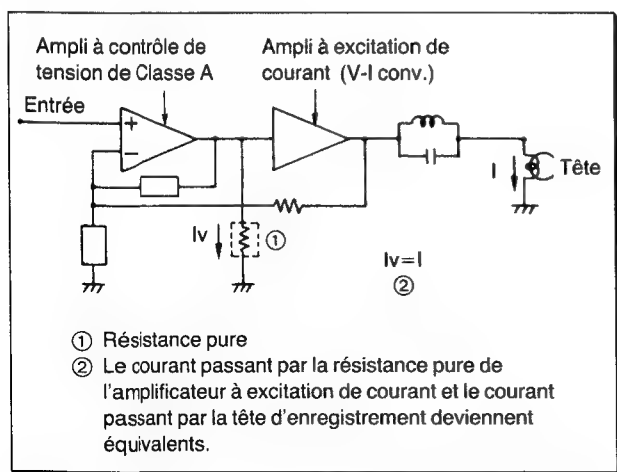 Ampli à contrôle de
tension de Classe A
Ampli à excitation de
courant (V-I conv.)
Entrée
+
−
I
Tête
Iv
①
Iv=I
②
① Résistance pure
② Le courant passant par la résistance pure de
l'amplificateur à excitation de courant et le courant
passant par la tête d'enregistrement deviennent
équivalents.